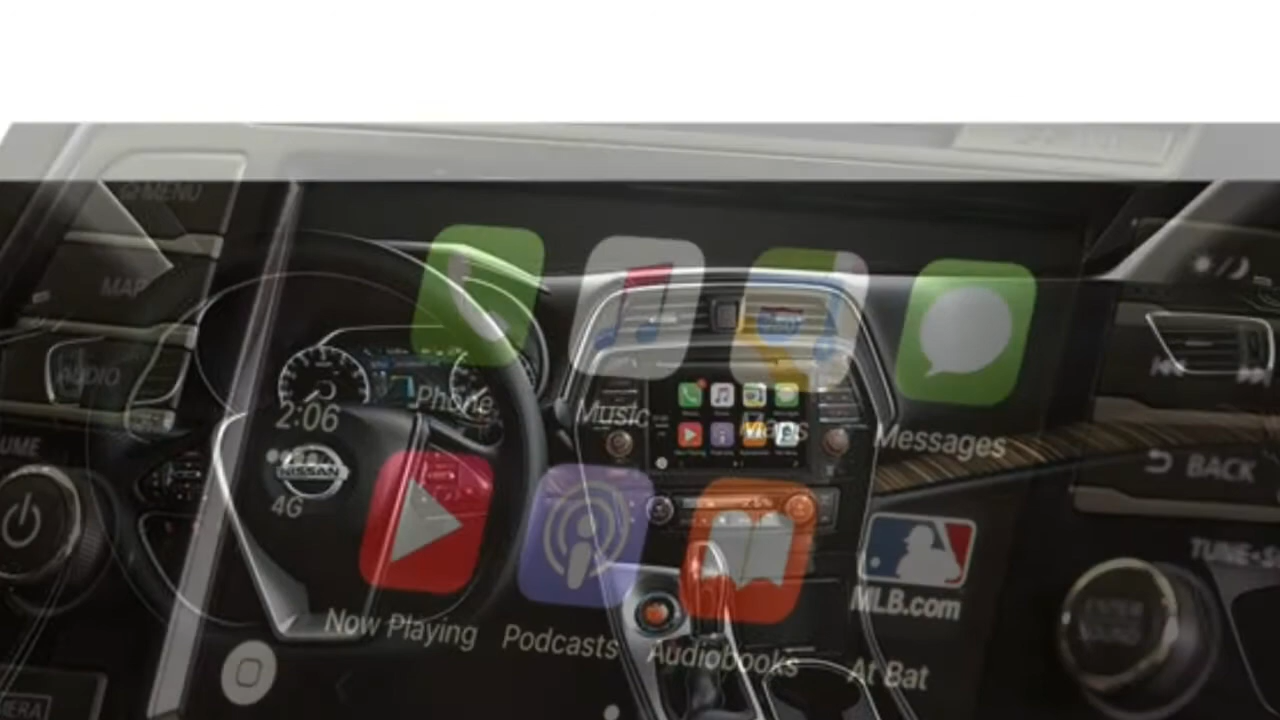 MENU
MAP
AUDIO
Phone
2:06
Music
Maps
Messages
NISSAN
BACK
4G
TUNE
MLB.com
Now Playing
Podcasts
Audiobooks
At Bat